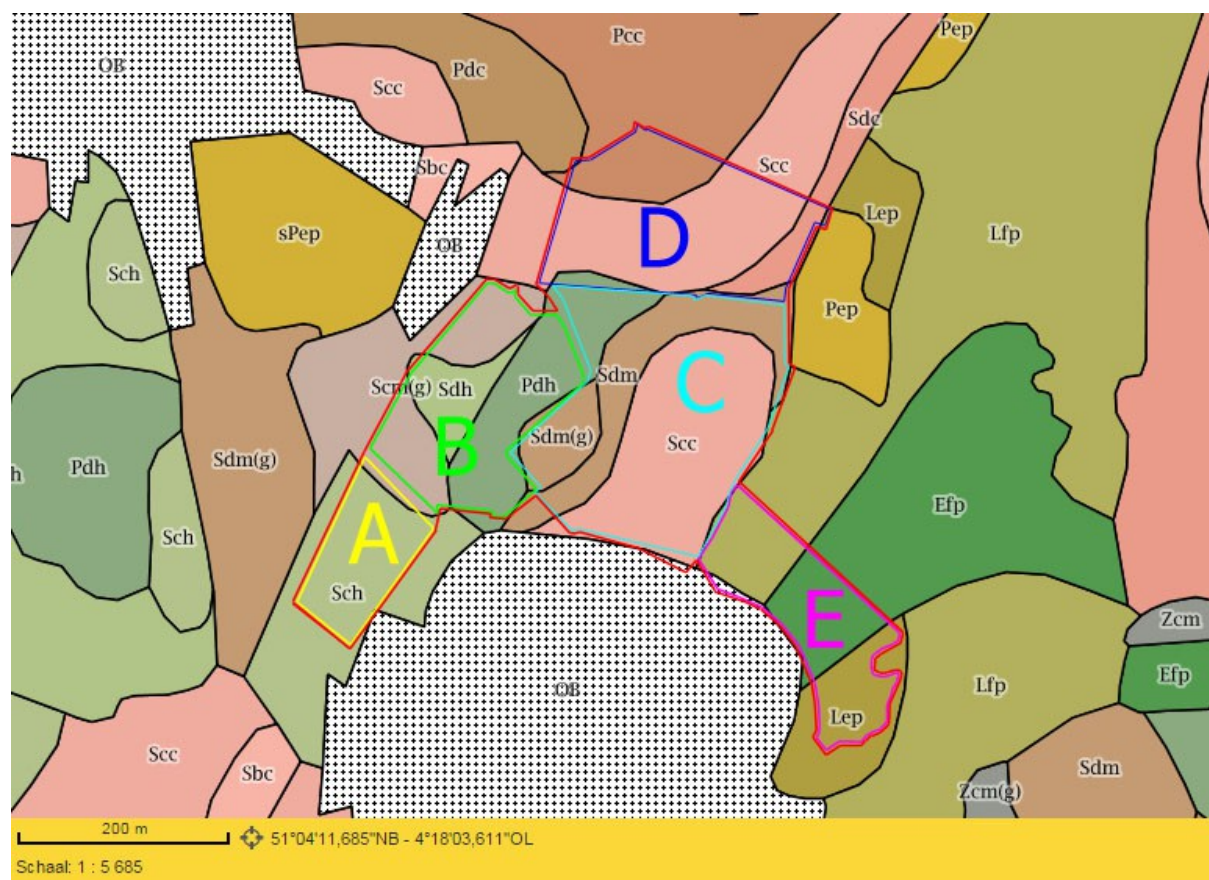 Pep
Pcc
OB
Pdc
Scc
Sdc
Sbc
Scc
Lep
sPep
D
Lfp
OB
Sch
Pep
Sdm
C
Scm(g)
Sdh
Pdh
Sdm(g)
Scc
B
h
Pdh
Sdm(g)
Efp
A
Sch
Sch
E
Zcm
Efp
OB
Lfp
Lep
Scc
Sbc
Sdm
Zcm(g)
200 m
51°04'11,685"NB - 4°18'03,611"OL
Schaal: 1 : 5 685